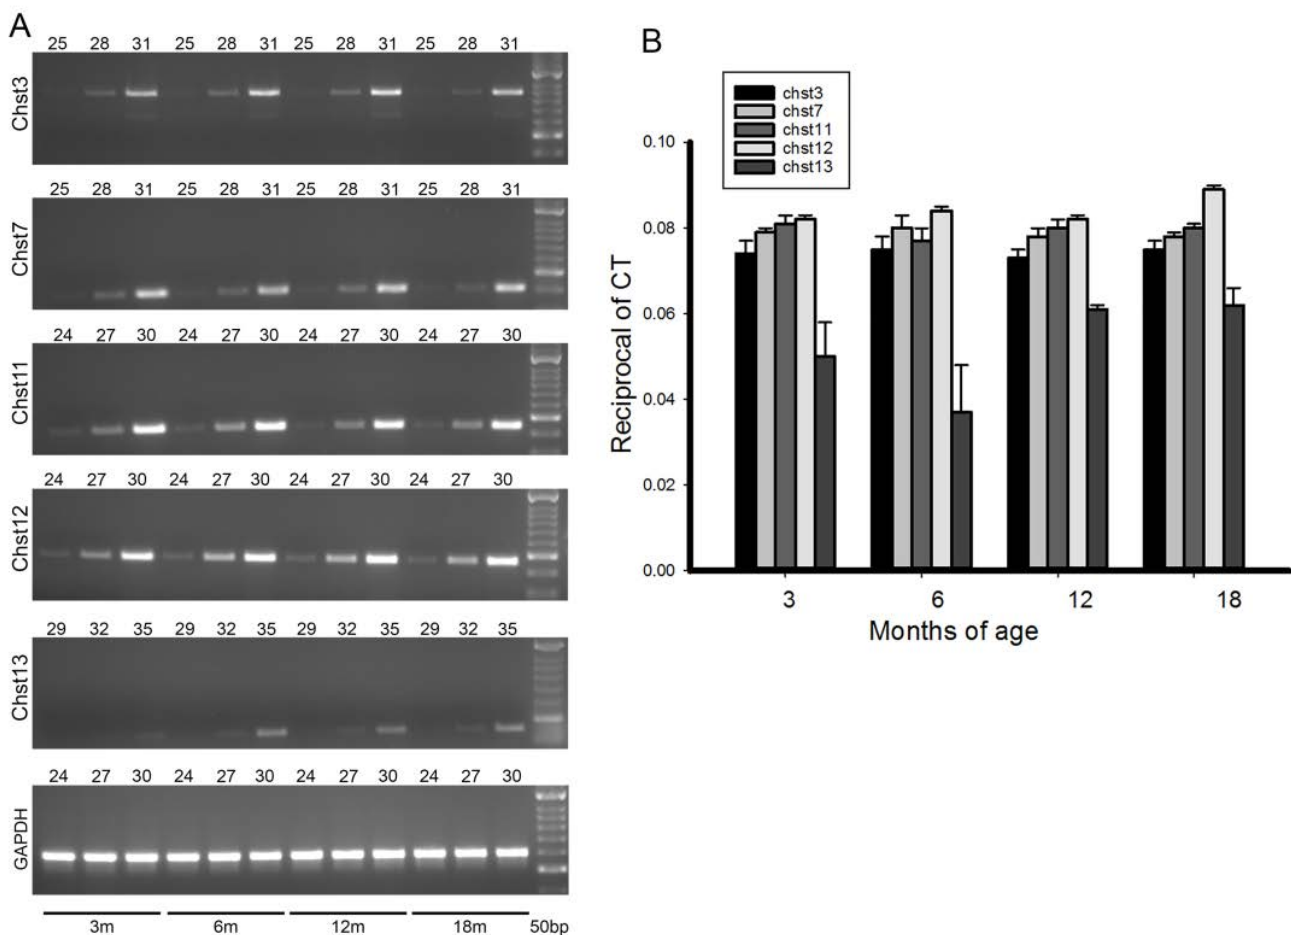 A
25 28 31 25 28 31 25 28 31 25 28 31
Chst3
25 28 31 25 28 31 25 28 31 25 28 31
Chst7
24 27 30 24 27 30 24 27 30 24 27 30
Chst11
24 27 30 24 27 30 24 27 30 24 27 30
Chst12
29 32 35 29 32 35 29 32 35 29 32 35
Chst13
24 27 30 24 27 30 24 27 30 24 27 30
GAPDH
3m 6m 12m 18m 50bp
B
chst3
chst7
chst11
chst12
chst13
0.10
0.08
0.06
0.04
0.02
0.00
Reciprocal of CT
3 6 12 18
Months of age